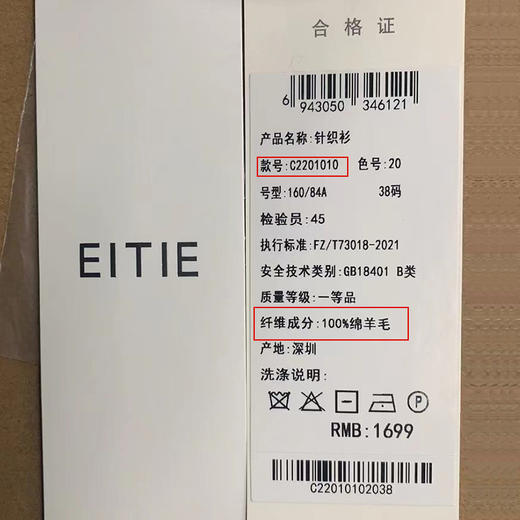 EITIE
合格证
6 943050 346121
产品名称:针织衫
款号:C2201010 色号:20
号型:160/84A 38码
检验员:45
执行标准:FZ/T73018-2021
安全技术类别:GB18401 B类
质量等级:一等品
纤维成分:100%绵羊毛
产地:深圳
洗涤说明:
P
RMB:1699
C22010102038